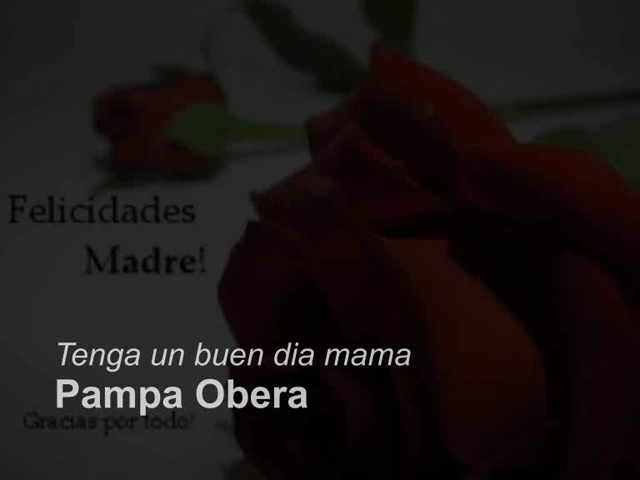 Felicidades
Madre!
Tenga un buen dia mama
Pampa Obera
Gracias por todo!